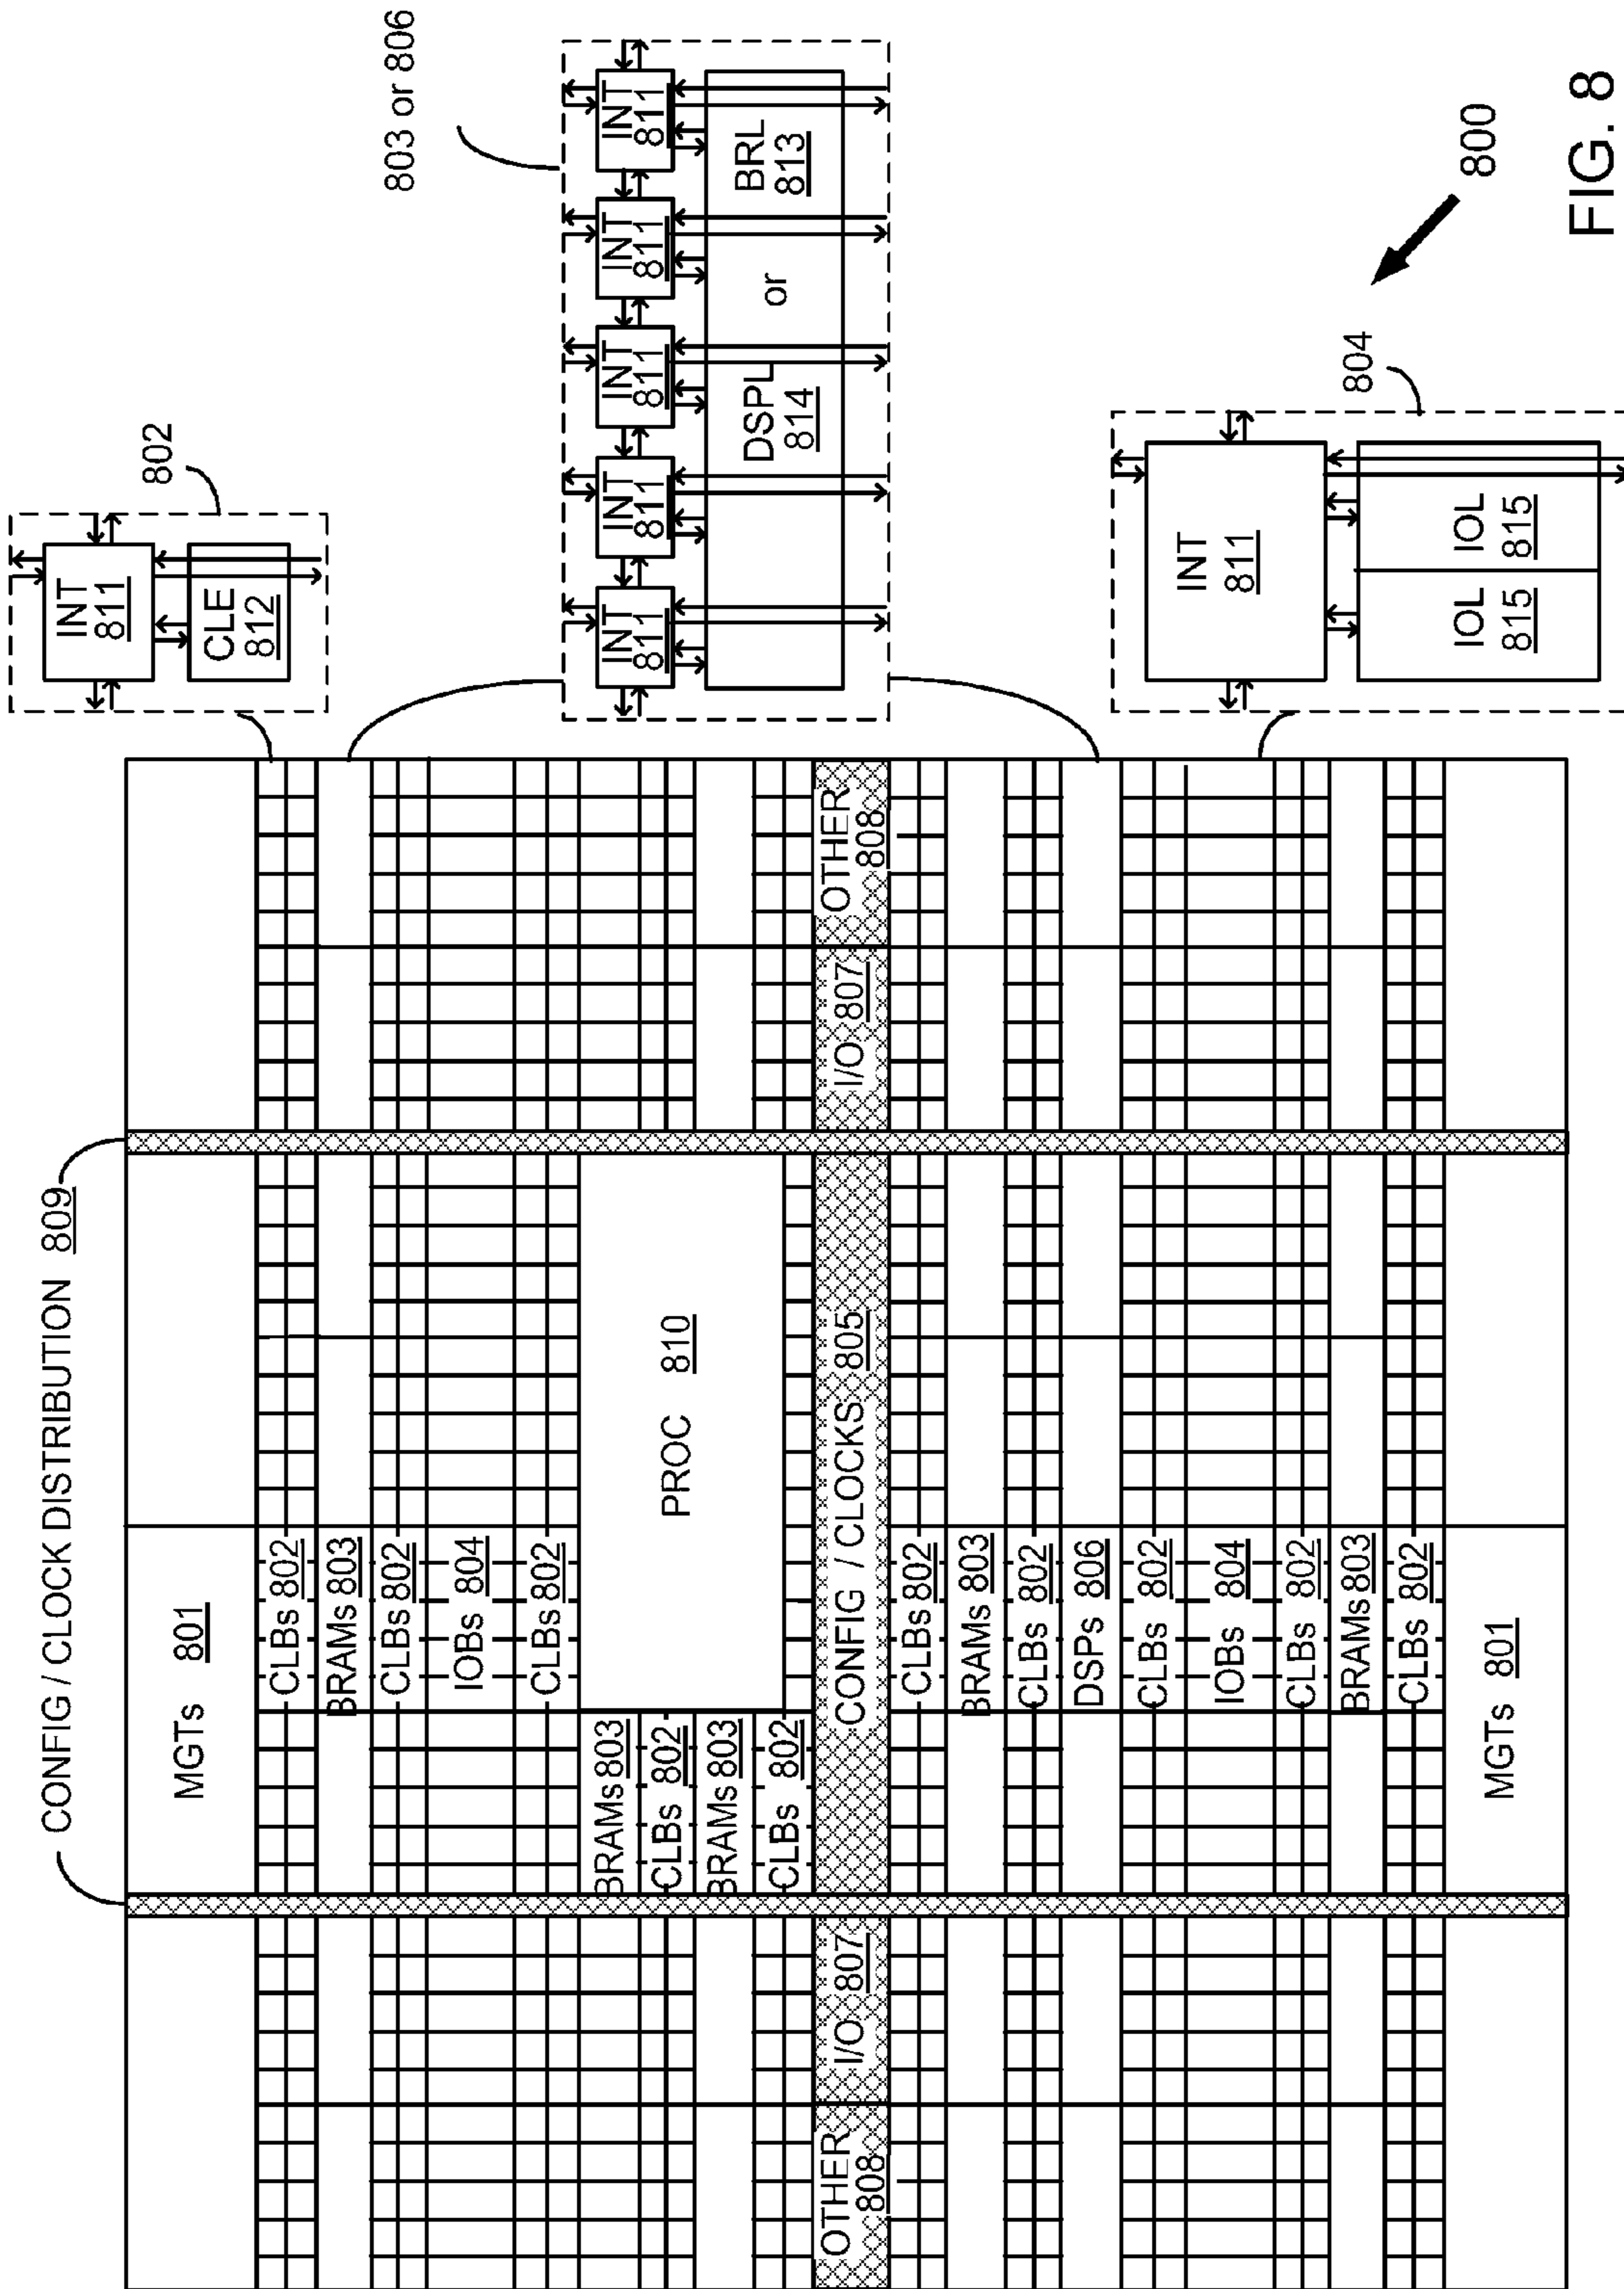 CONFIG / CLOCK DISTRIBUTION 809
MGTs 801
CLBs 802
BRAMs 803
CLBs 802
IOBs 804
CLBs 802
BRAMs 803
CLBs 802
BRAMs 803
CLBs 802
PROC 810
OTHER
808
I/O 807
CONFIG / CLOCKS 805
I/O 807
OTHER
808
CLBs 802
BRAMs 803
CLBs 802
DSPs 806
CLBs 802
IOBs 804
CLBs 802
BRAMs 803
CLBs 802
MGTs 801
804
INT
811
IOL
815
IOL
815
802
INT
811
CLE
812
803 or 806
INT
811
INT
811
INT
811
INT
811
INT
811
DSPL
814
or
BRL
813
800
FIG. 8